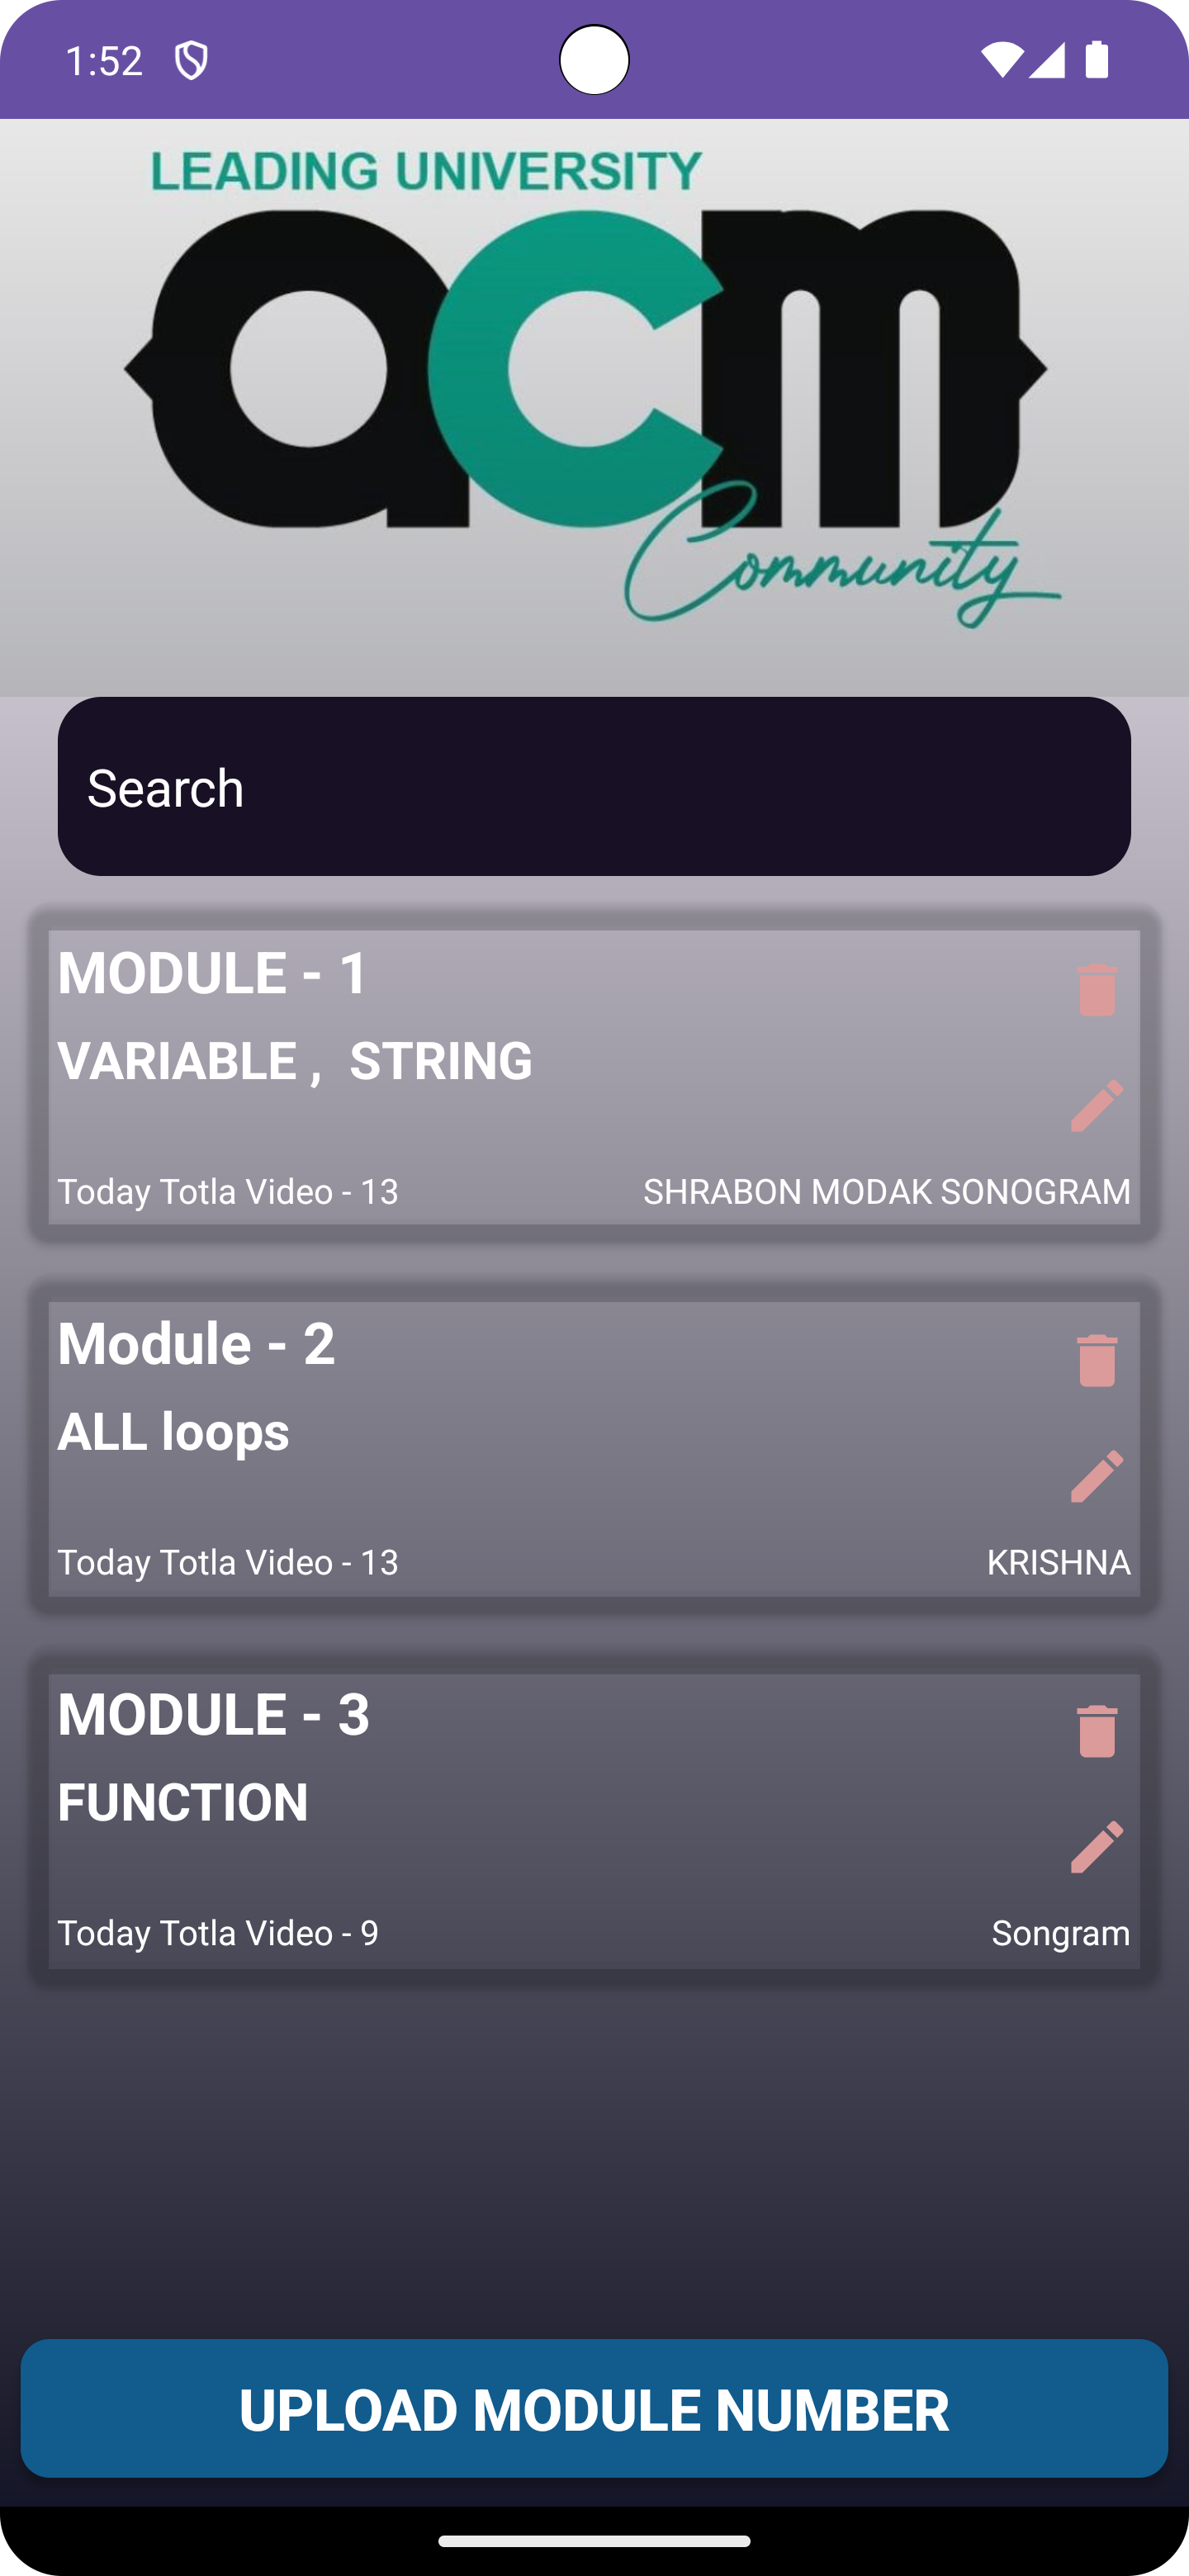 1:52
LEADING UNIVERSITY
acm
Community
Search
MODULE - 1
VARIABLE ,  STRING
Today Totla Video - 13
SHRABON MODAK SONOGRAM
Module - 2
ALL loops
Today Totla Video - 13
KRISHNA
MODULE - 3
FUNCTION
Today Totla Video - 9
Songram
UPLOAD MODULE NUMBER